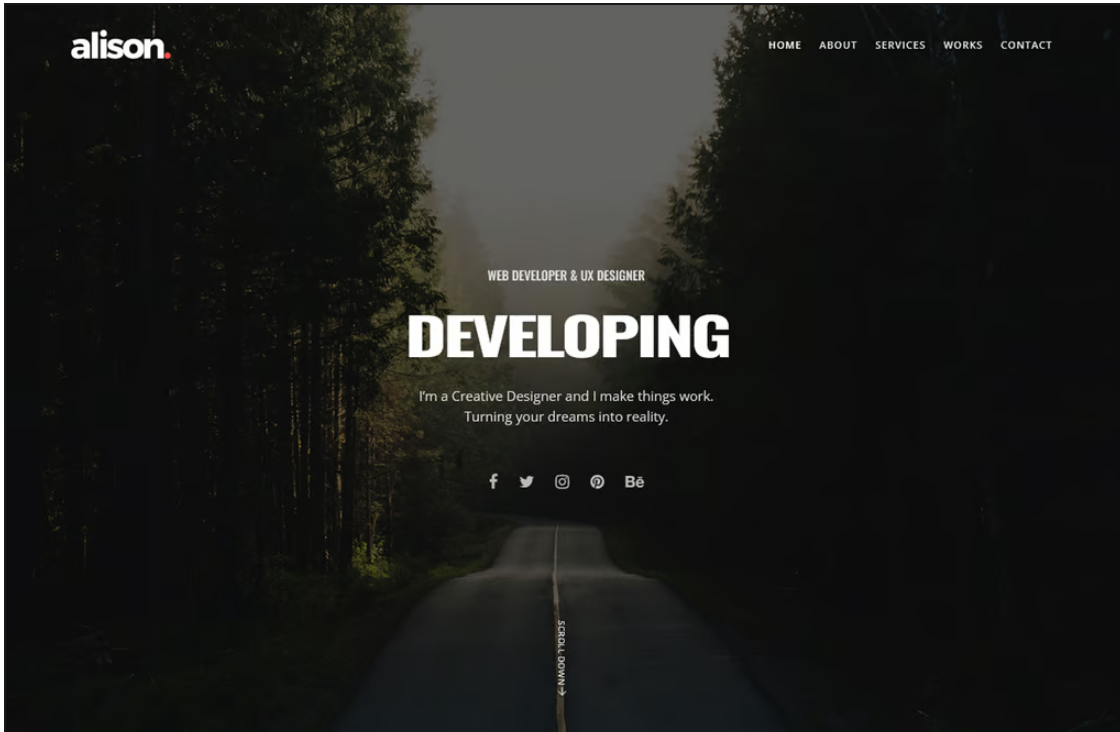 alison.
HOME ABOUT SERVICES WORKS CONTACT
WEB DEVELOPER & UX DESIGNER
DEVELOPING
I'm a Creative Designer and I make things work.
Turning your dreams into reality.
Bē
SCROLL DOWN →